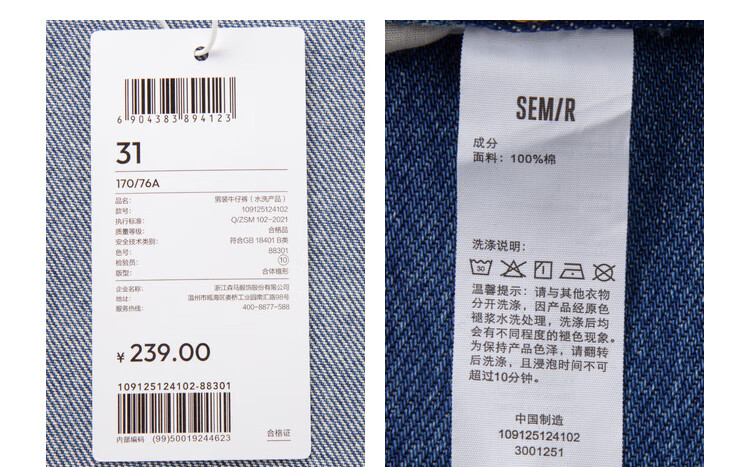 6 904383 894123
31
170/76A
品名: 男装牛仔裤（水洗产品）
款号: 109125124102
执行标准: Q/ZSM 102-2021
质量等级: 合格品
安全技术类别: 符合GB 18401 B类
色号: 88301
检验员: 10
版型: 合体锥形
企业名称: 浙江森马服饰股份有限公司
地址: 温州市瓯海区娄桥工业园南汇路98号
服务热线: 400-8877-588
¥ 239.00
109125124102-88301
内部编码 (99)50019244623
合格证
SEM/R
成分
面料：100%棉
洗涤说明：
30
温馨提示：请与其他衣物
分开洗涤，因产品经原色
褪浆水洗处理，洗涤后均
会有不同程度的褪色现象。
为保持产品色泽，请翻转
后洗涤，且浸泡时间不可
超过10分钟。
中国制造
109125124102
3001251